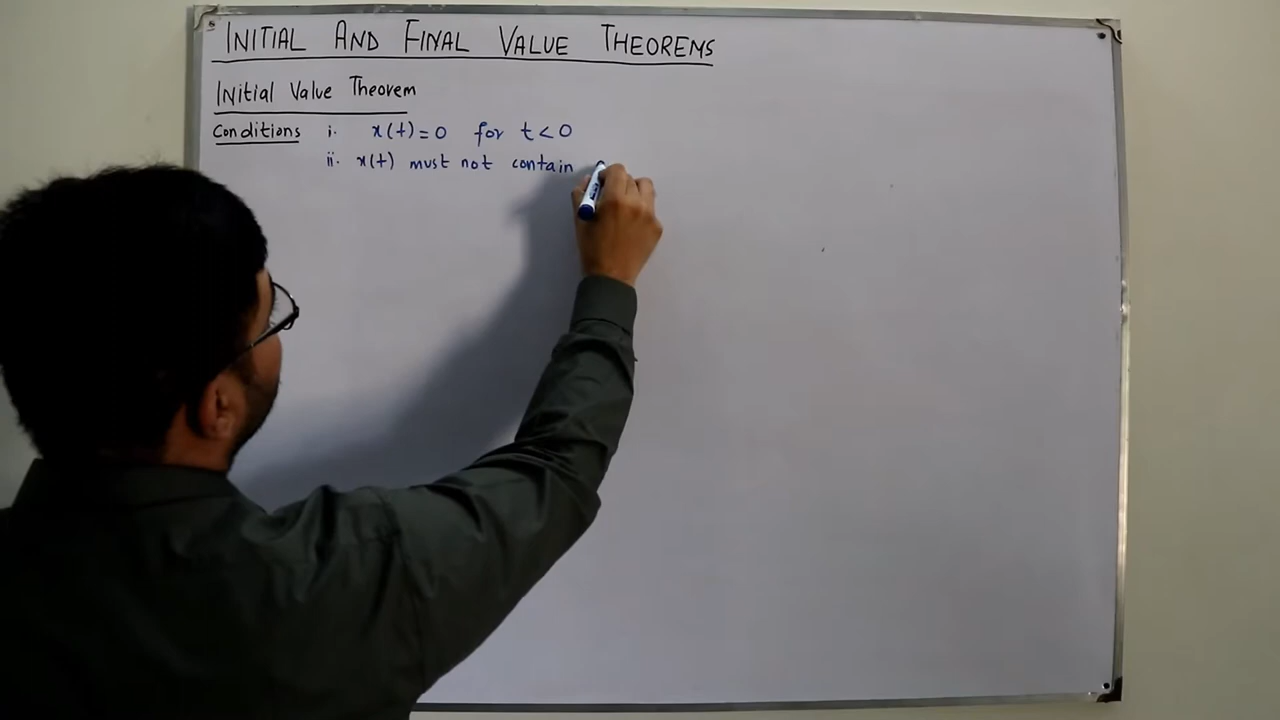 INITIAL AND FINAL VALUE THEOREMS
Initial Value Theorem
Conditions i. x(t)=0 for t<0
ii. x(t) must not contain